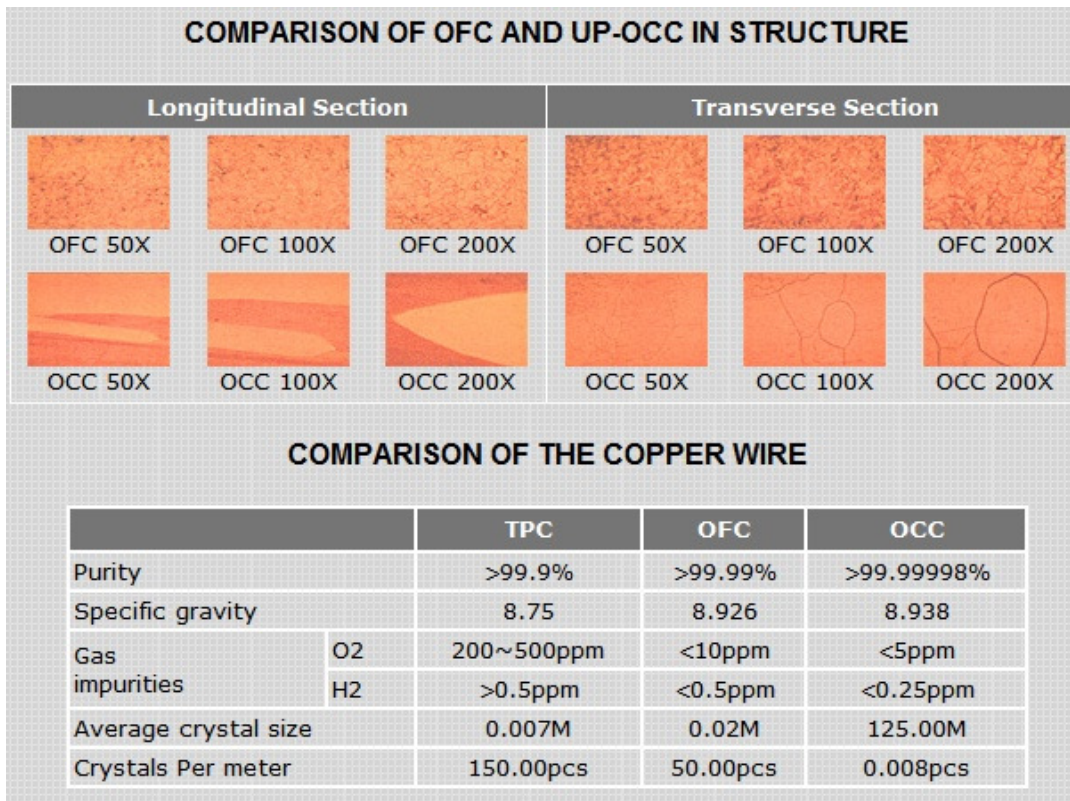 COMPARISON OF OFC AND UP-OCC IN STRUCTURE
Longitudinal Section Transverse Section
OFC 50X OFC 100X OFC 200X OFC 50X OFC 100X OFC 200X
OCC 50X OCC 100X OCC 200X OCC 50X OCC 100X OCC 200X
COMPARISON OF THE COPPER WIRE
TPC OFC OCC
Purity >99.9% >99.99% >99.99998%
Specific gravity 8.75 8.926 8.938
Gas impurities O2 200~500ppm <10ppm <5ppm
H2 >0.5ppm <0.5ppm <0.25ppm
Average crystal size 0.007M 0.02M 125.00M
Crystals Per meter 150.00pcs 50.00pcs 0.008pcs